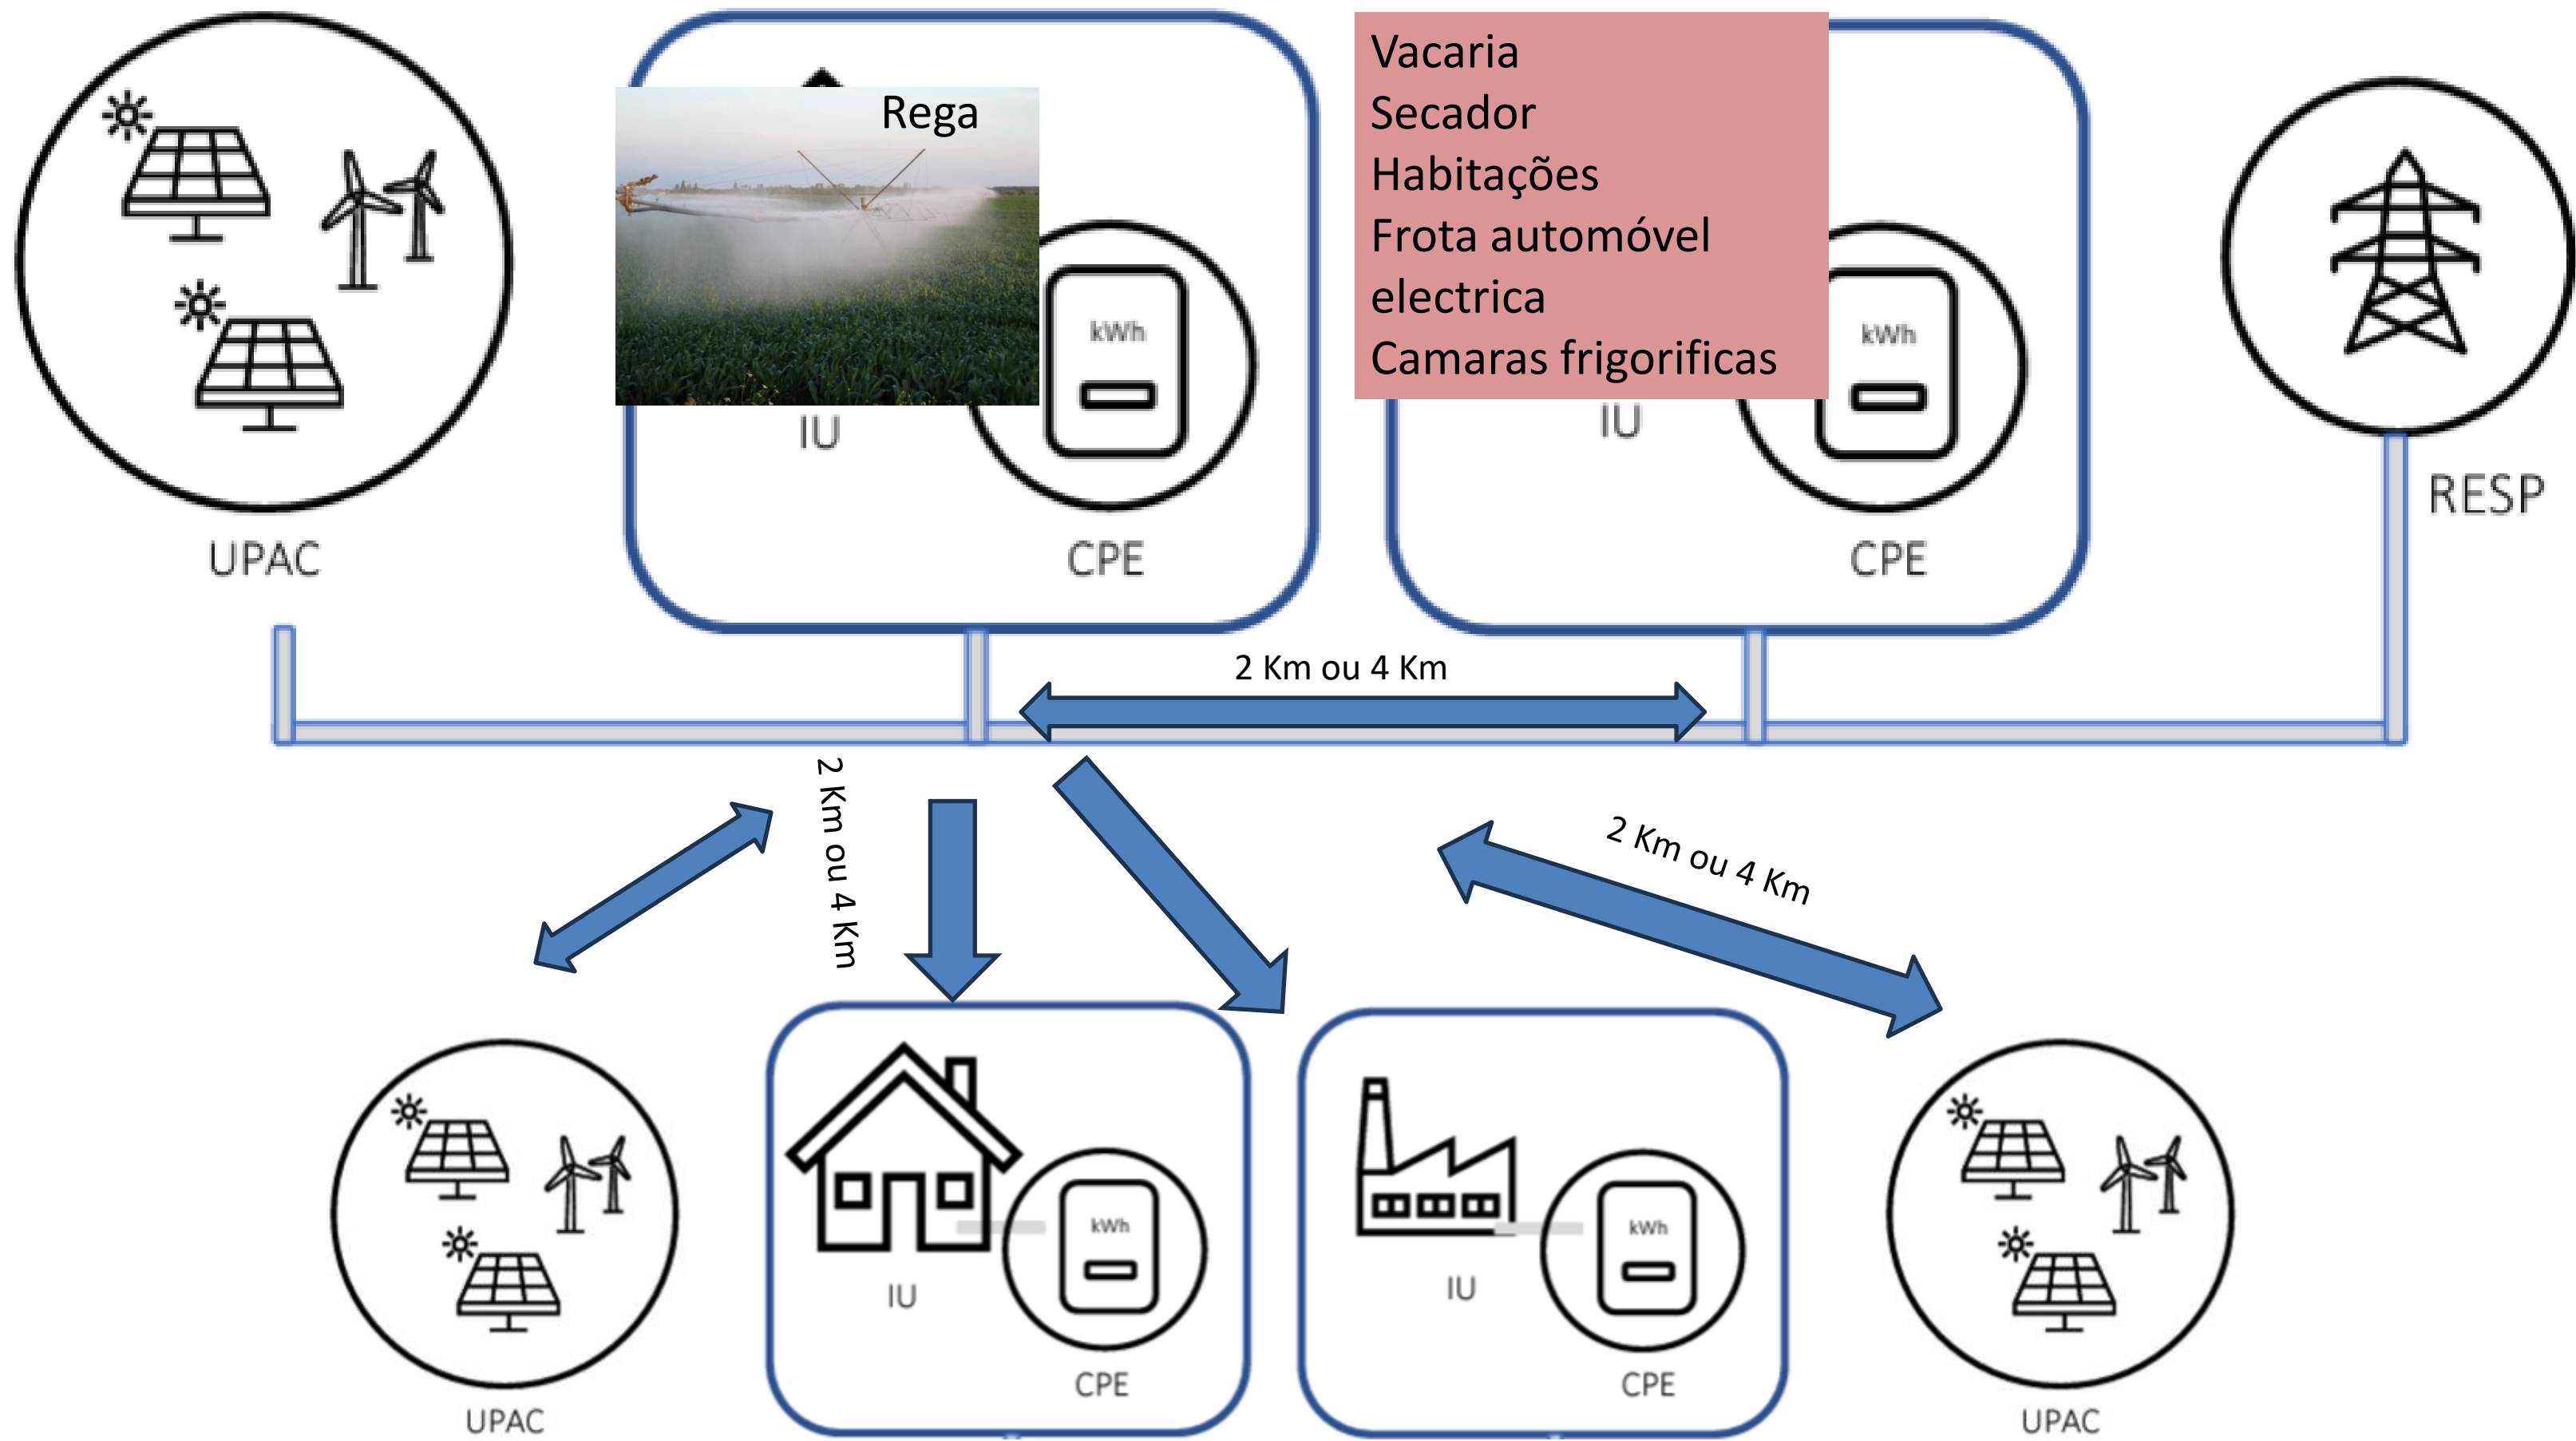 Rega
Vacaria
Secador
Habitações
Frota automóvel
electrica
Camaras frigorificas
kWh
kWh
IU
IU
RESP
UPAC
CPE
CPE
2 Km ou 4 Km
2 Km ou 4 Km
2 Km ou 4 Km
kWh
kWh
IU
IU
CPE
CPE
UPAC
UPAC